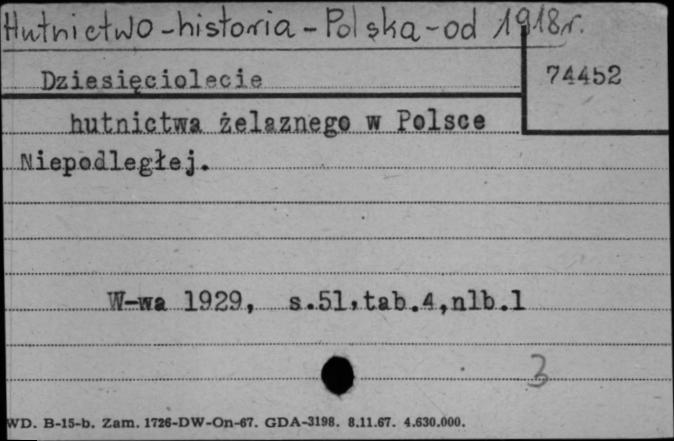 Hutnictwo-historia-Polska-od 1918r.
Dziesięciolecie 74452
hutnictwa żelaznego w Polsce
Niepodległej.
W-wa 1929, s.51,tab.4,nlb.1
3
WD. B-15-b. Zam. 1726-DW-On-67. GDA-3198. 8.11.67. 4.630.000.